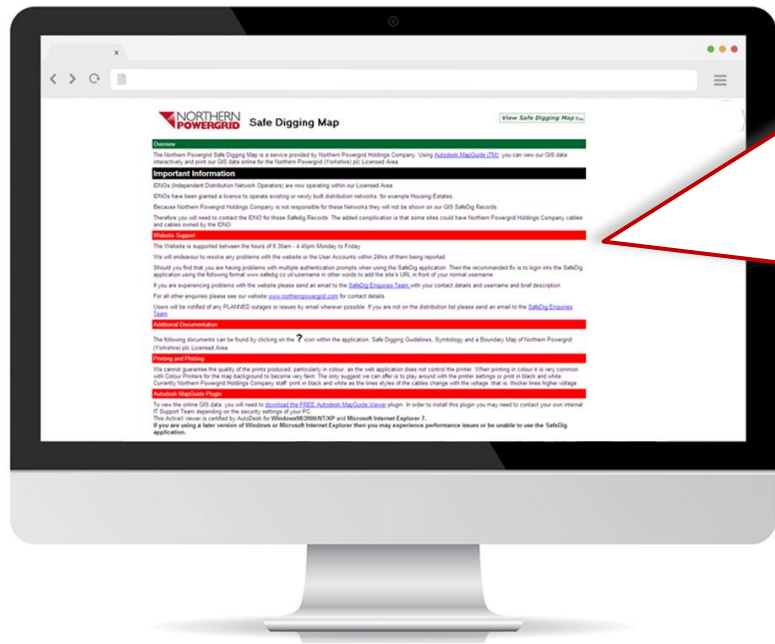 NORTHERN
POWERGRID
Safe Digging Map
View Safe Digging Map
Overview
The Northern Powergrid Safe Digging Map is a service provided by Northern Powergrid Holdings Company. Using Autodesk MapGuide (TM), you can view our GIS data
interactively and print our GIS data online for the Northern Powergrid (Yorkshire) plc Licensed Area.
Important Information
IDNOs (Independent Distribution Network Operators) are now operating within our Licensed Area
IDNOs have been granted a licence to operate existing or newly built distribution networks, for example Housing Estates.
Because Northern Powergrid Holdings Company is not responsible for these Networks they will not be shown on our GIS SafeDig Records.
Therefore you will need to contact the IDNO for those Safedig Records. The added complication is that some sites could have Northern Powergrid Holdings Company cables
and cables owned by the IDNO
Website Support
The Website is supported between the hours of 8.30am - 4.45pm Monday to Friday.
We will endeavour to resolve any problems with the website or the User Accounts within 24hrs of them being reported.
Should you find that you are having problems with multiple authentication prompts when using the SafeDig application. Then the recommended fix is to login into the SafeDig
application using the following format www.safedig.co.uk\username in other words to add the site's URL in front of your normal username
If you are experiencing problems with the website please send an email to the SafeDig Enquiries Team with your contact details and brief description
For all other enquiries please see our website www.northernpowergrid.com for contact details
Users will be notified of any PLANNED outages or issues by email wherever possible. If you are not on the distribution list please send an email to the SafeDig Enquiries
Team
Additional Documentation
The following documents can be found by clicking on the ? icon within the application. Safe Digging Guidelines, Symbology and a Boundary Map of Northern Powergrid
(Yorkshire) plc Licensed Area
Printing and Plotting
We cannot guarantee the quality of the prints produced, particularly in colour, as the web application does not control the printer. When printing in colour it is very common
with Colour Printers for the map background to become very faint. The only suggest we can offer is to play around with the printer settings or print in black and white.
Currently Northern Powergrid Holdings Company staff print in black and white as the lines styles of the cables change with the voltage. that is, thicker lines higher voltage
Autodesk MapGuide Plugin
To view the online GIS data, you will need to download the FREE Autodesk MapGuide Viewer plugin. In order to install this plugin you may need to contact your own internal
IT Support Team depending on the security settings of your PC.
This ActiveX viewer is certified by AutoDesk for Windows98/2000/NT/XP and Microsoft Internet Explorer 7.
If you are using a later version of Windows or Microsoft Internet Explorer then you may experience performance issues or be unable to use the SafeDig
application.